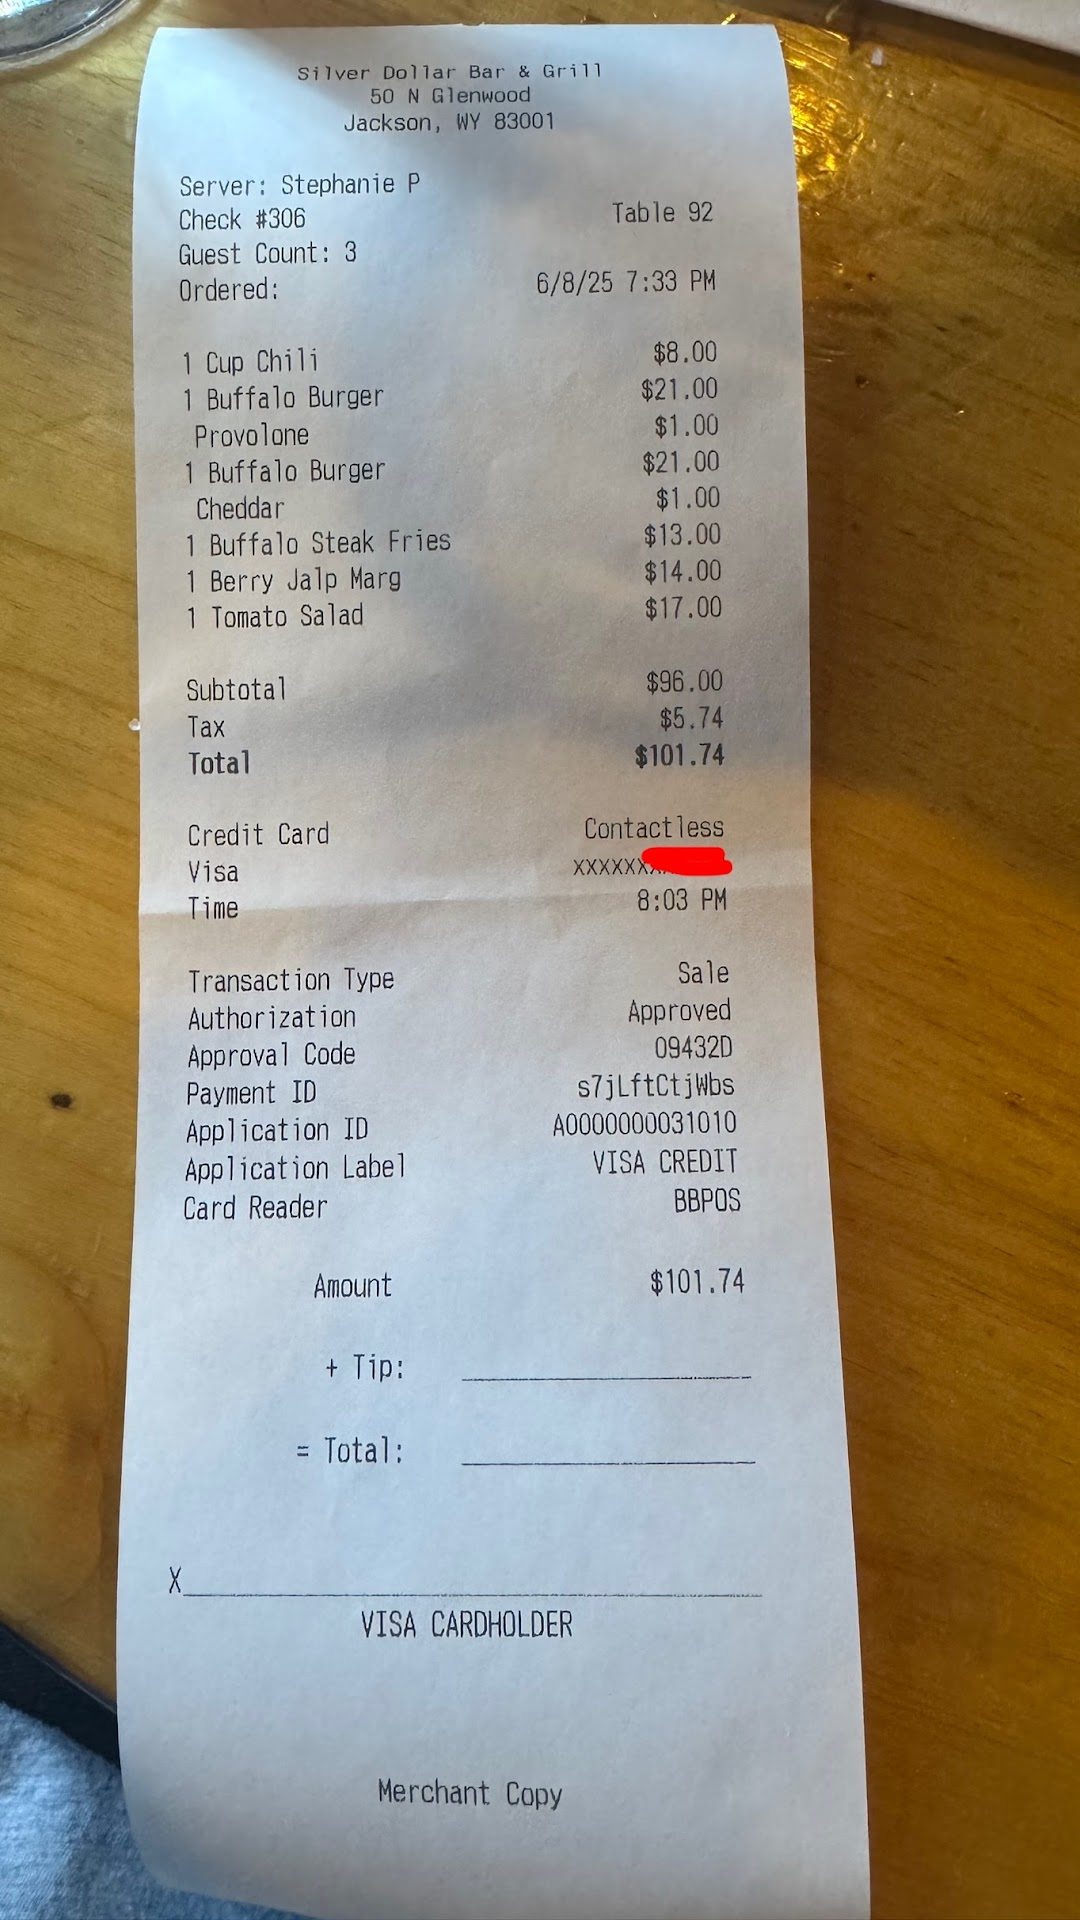 Silver Dollar Bar & Grill
50 N Glenwood
Jackson, WY 83001
Server: Stephanie P
Check #306 Table 92
Guest Count: 3
Ordered: 6/8/25 7:33 PM
1 Cup Chili $8.00
1 Buffalo Burger $21.00
Provolone $1.00
1 Buffalo Burger $21.00
Cheddar $1.00
1 Buffalo Steak Fries $13.00
1 Berry Jalp Marg $14.00
1 Tomato Salad $17.00
Subtotal $96.00
Tax $5.74
Total $101.74
Credit Card Contactless
Visa XXXXXX
Time 8:03 PM
Transaction Type Sale
Authorization Approved
Approval Code 09432D
Payment ID s7jLftCtjWbs
Application ID A0000000031010
Application Label VISA CREDIT
Card Reader BBPOS
Amount $101.74
+ Tip:
= Total:
X
VISA CARDHOLDER
Merchant Copy